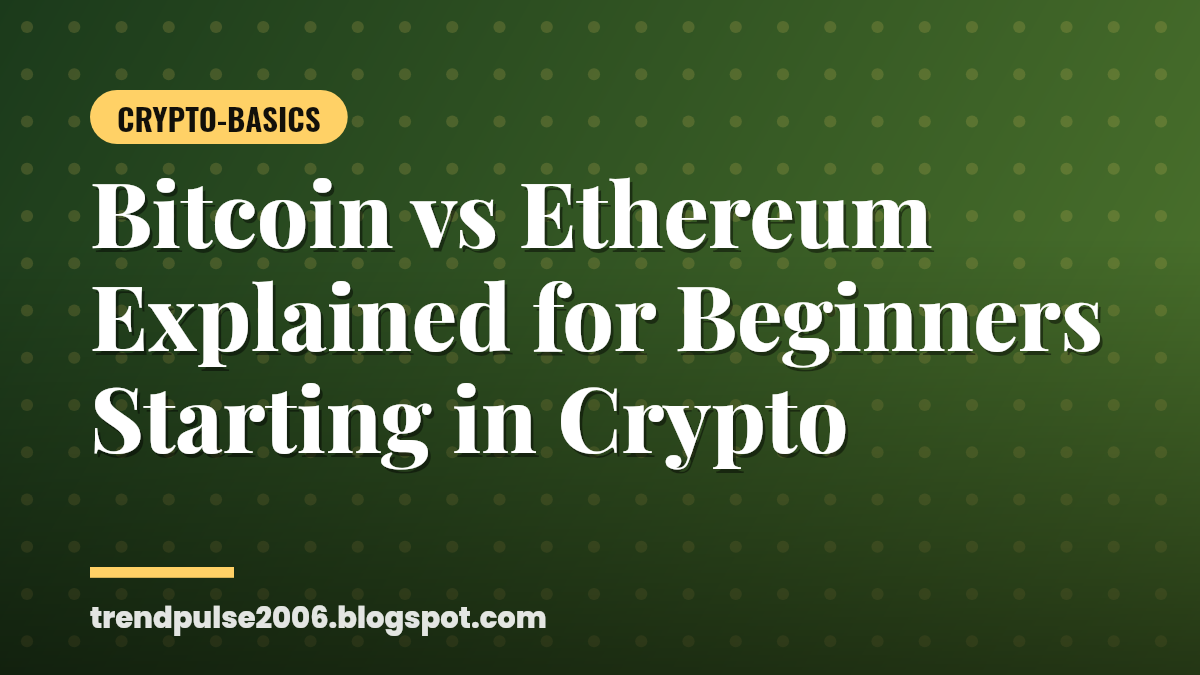 CRYPTO-BASICS
Bitcoin vs Ethereum
Explained for Beginners
Starting in Crypto
trendpulse2006.blogspot.com